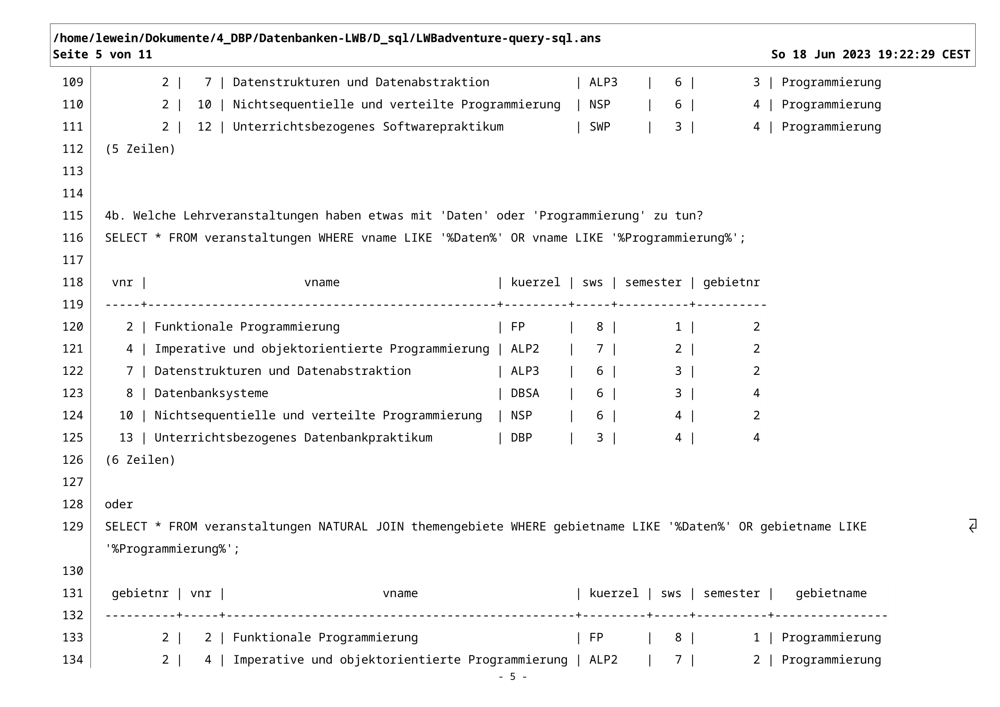 /home/lewein/Dokumente/4_DBP/Datenbanken-LWB/D_sql/LWBadventure-query-sql.ans
Seite 5 von 11                                                      So 18 Jun 2023 19:22:29 CEST
109         2 |   7 | Datenstrukturen und Datenabstraktion            | ALP3    |   6 |        3 | Programmierung
110         2 |  10 | Nichtsequentielle und verteilte Programmierung  | NSP     |   6 |        4 | Programmierung
111         2 |  12 | Unterrichtsbezogenes Softwarepraktikum          | SWP     |   3 |        4 | Programmierung
112 (5 Zeilen)
113
114
115 4b. Welche Lehrveranstaltungen haben etwas mit 'Daten' oder 'Programmierung' zu tun?
116 SELECT * FROM veranstaltungen WHERE vname LIKE '%Daten%' OR vname LIKE '%Programmierung%';
117
118  vnr |                      vname                      | kuerzel | sws | semester | gebietnr
119 -----+-------------------------------------------------+---------+-----+----------+----------
120    2 | Funktionale Programmierung                      | FP      |   8 |        1 |        2
121    4 | Imperative und objektorientierte Programmierung | ALP2    |   7 |        2 |        2
122    7 | Datenstrukturen und Datenabstraktion            | ALP3    |   6 |        3 |        2
123    8 | Datenbanksysteme                                | DBSA    |   6 |        3 |        4
124   10 | Nichtsequentielle und verteilte Programmierung  | NSP     |   6 |        4 |        2
125   13 | Unterrichtsbezogenes Datenbankpraktikum         | DBP     |   3 |        4 |        4
126 (6 Zeilen)
127
128 oder
129 SELECT * FROM veranstaltungen NATURAL JOIN themengebiete WHERE gebietname LIKE '%Daten%' OR gebietname LIKE
'%Programmierung%';
130
131  gebietnr | vnr |                      vname                      | kuerzel | sws | semester |   gebietname
132 ----------+-----+-------------------------------------------------+---------+-----+----------+----------------
133         2 |   2 | Funktionale Programmierung                      | FP      |   8 |        1 | Programmierung
134         2 |   4 | Imperative und objektorientierte Programmierung | ALP2    |   7 |        2 | Programmierung
- 5 -